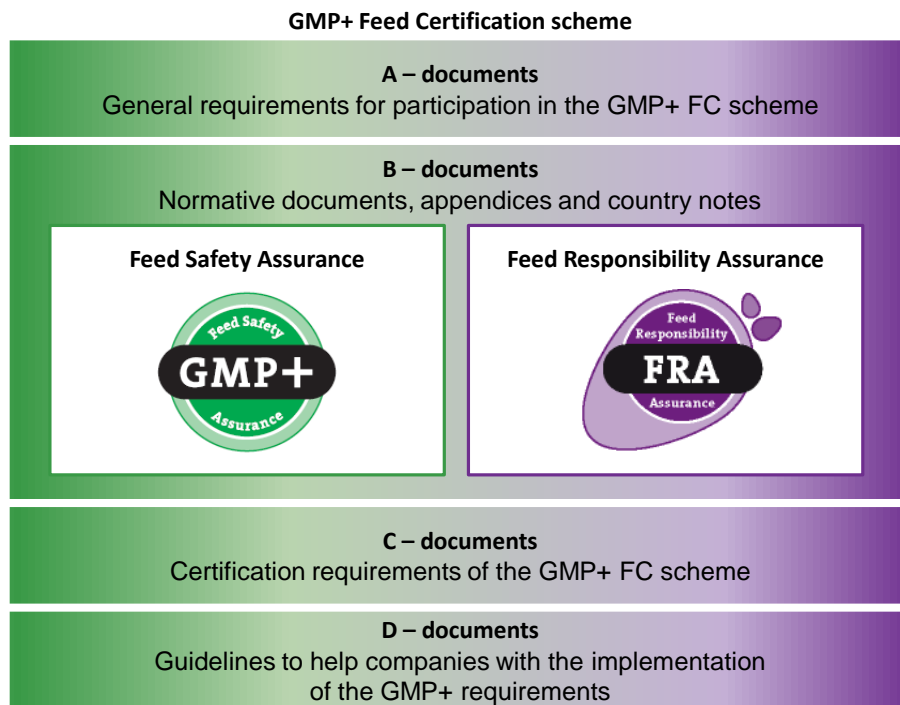 GMP+ Feed Certification scheme
A – documents
General requirements for participation in the GMP+ FC scheme
B – documents
Normative documents, appendices and country notes
Feed Safety Assurance
Feed Safety
GMP+
Assurance
Feed Responsibility Assurance
Feed
Responsibility
FRA
Assurance
C – documents
Certification requirements of the GMP+ FC scheme
D – documents
Guidelines to help companies with the implementation
of the GMP+ requirements